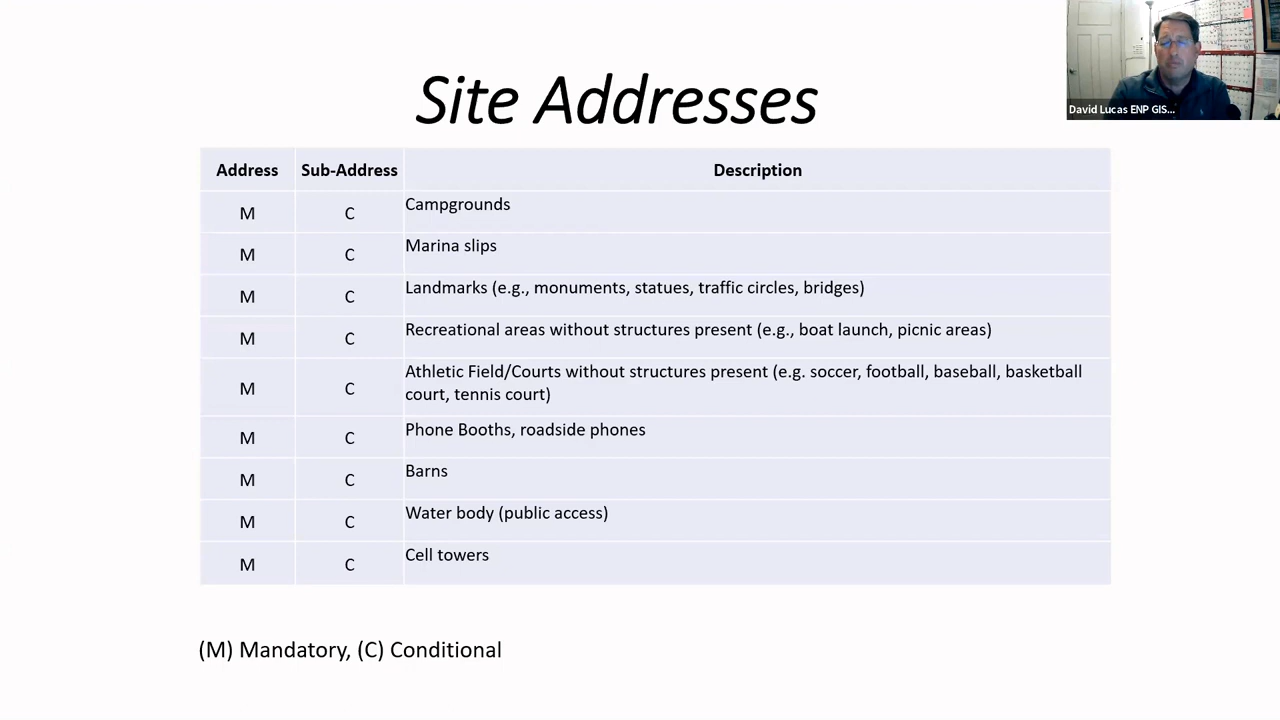 Site Addresses
David Lucas ENP GIS...
Address Sub-Address Description
M C Campgrounds
M C Marina slips
M C Landmarks (e.g., monuments, statues, traffic circles, bridges)
M C Recreational areas without structures present (e.g., boat launch, picnic areas)
M C Athletic Field/Courts without structures present (e.g. soccer, football, baseball, basketball
court, tennis court)
M C Phone Booths, roadside phones
M C Barns
M C Water body (public access)
M C Cell towers
(M) Mandatory, (C) Conditional